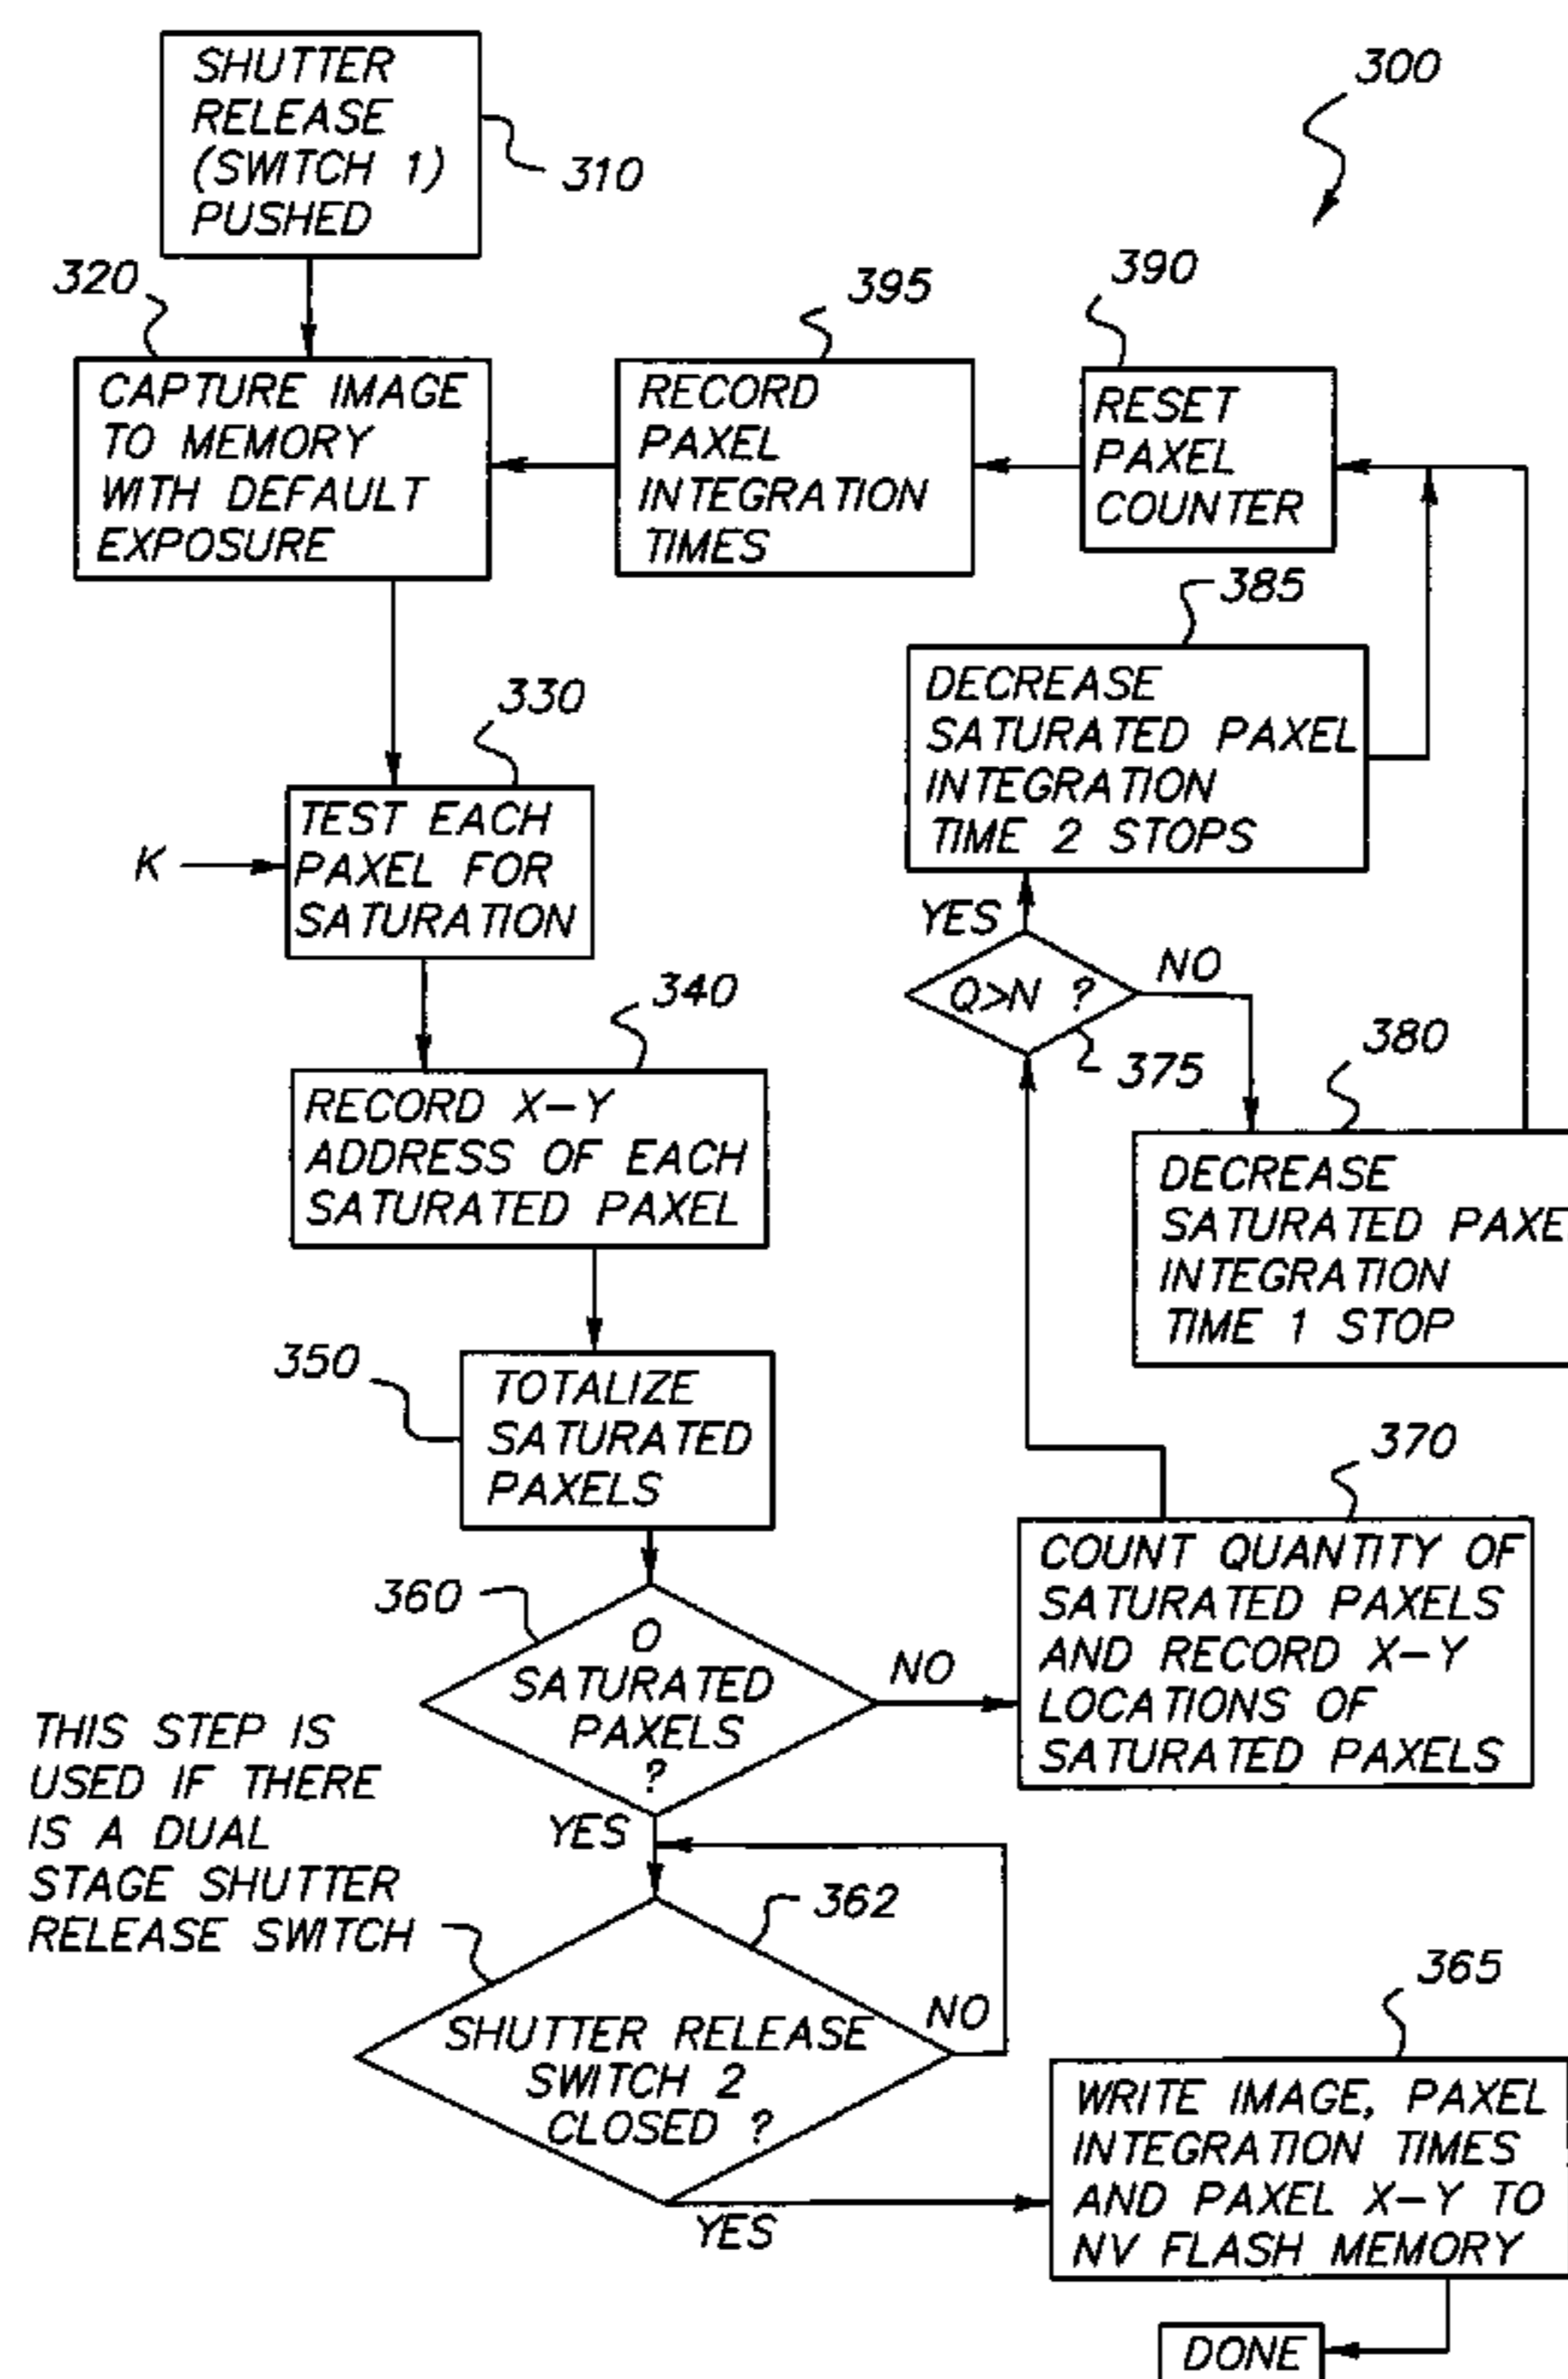 SHUTTER
RELEASE
(SWITCH 1)
PUSHED
310
300
320
CAPTURE IMAGE
TO MEMORY
WITH DEFAULT
EXPOSURE
395
RECORD
PAXEL
INTEGRATION
TIMES
390
RESET
PAXEL
COUNTER
385
DECREASE
SATURATED PAXEL
INTEGRATION
TIME 2 STOPS
330
TEST EACH
PAXEL FOR
SATURATION
K
YES
Q>N ?
NO
375
340
RECORD X-Y
ADDRESS OF EACH
SATURATED PAXEL
380
DECREASE
SATURATED PAXE
INTEGRATION
TIME 1 STOP
350
TOTALIZE
SATURATED
PAXELS
370
COUNT QUANTITY OF
SATURATED PAXELS
AND RECORD X-Y
LOCATIONS OF
SATURATED PAXELS
360
0
SATURATED
PAXELS
?
NO
YES
THIS STEP IS
USED IF THERE
IS A DUAL
STAGE SHUTTER
RELEASE SWITCH
362
SHUTTER RELEASE
SWITCH 2
CLOSED ?
NO
YES
365
WRITE IMAGE, PAXEL
INTEGRATION TIMES
AND PAXEL X-Y TO
NV FLASH MEMORY
DONE